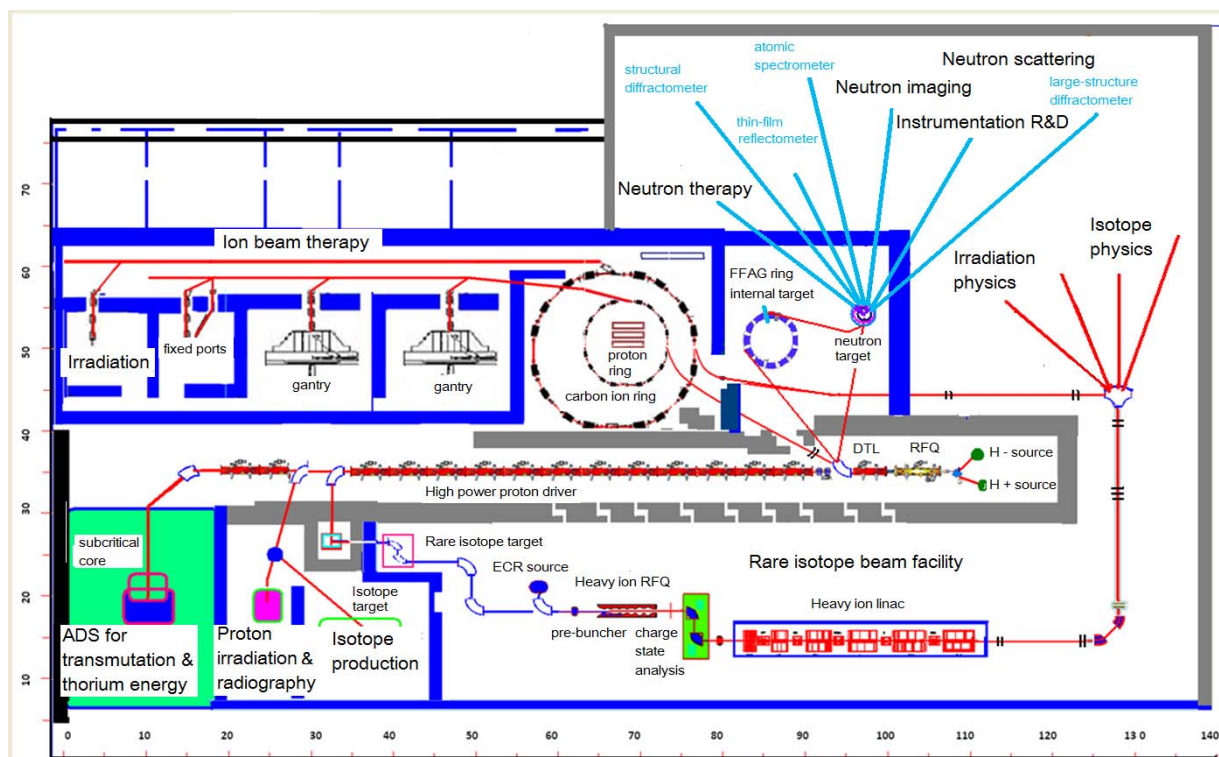 Neutron scattering
atomic
spectrometer
structural
diffractometer
Neutron imaging
large-structure
diffractometer
thin-film
reflectometer
Instrumentation R&D
Neutron therapy
Isotope
physics
Irradiation
physics
Ion beam therapy
FFAG ring
internal target
neutron
target
Irradiation
fixed ports
gantry
gantry
proton
ring
carbon ion ring
DTL
RFQ
H - source
H + source
High power proton driver
subcritical
core
Rare isotope target
Isotope
target
ECR source
Heavy ion RFQ
Rare isotope beam facility
Heavy ion linac
pre-buncher
charge
state
analysis
ADS for
transmutation &
thorium energy
Proton
irradiation &
radiography
Isotope
production
70
60
50
40
30
20
10
0 10 20 30 40 50 60 70 80 90 100 110 120 13 0 140